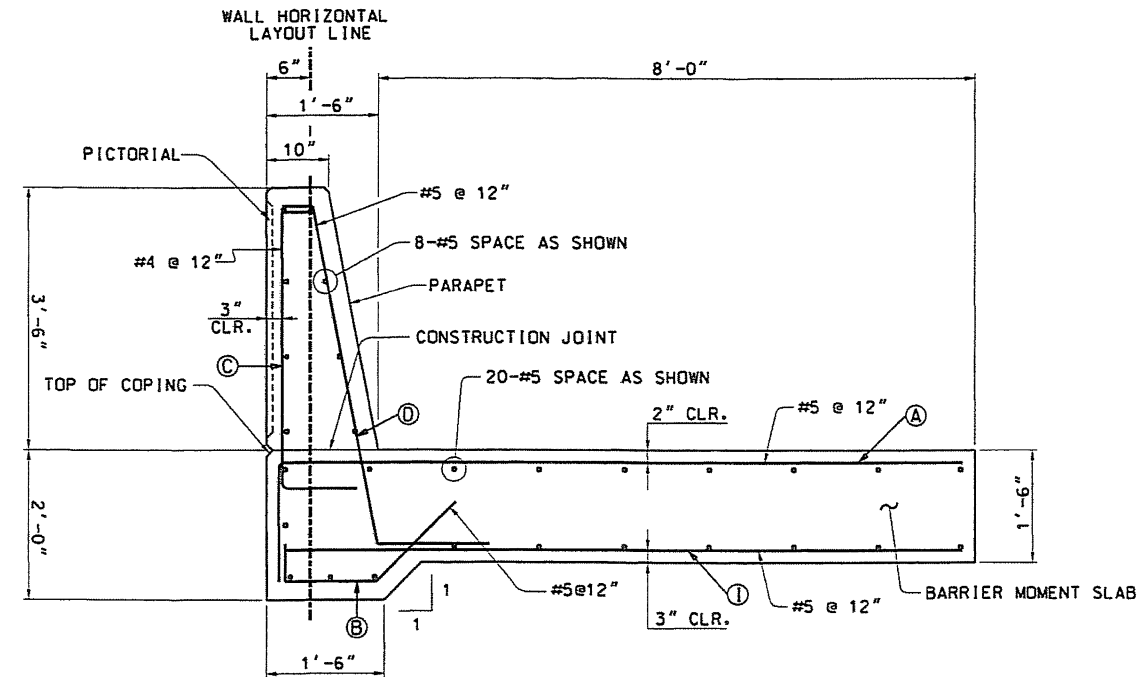 WALL HORIZONTAL
LAYOUT LINE
6"
8'-0"
1'-6"
10"
PICTORIAL
#5 @ 12"
8-#5 SPACE AS SHOWN
#4 @ 12"
PARAPET
3'-6"
3"
CLR.
CONSTRUCTION JOINT
C
TOP OF COPING
20-#5 SPACE AS SHOWN
D
2" CLR.
#5 @ 12"
A
2'-0"
1'-6"
#5@12"
I
BARRIER MOMENT SLAB
1
1
B
3" CLR.
#5 @ 12"
1'-6"